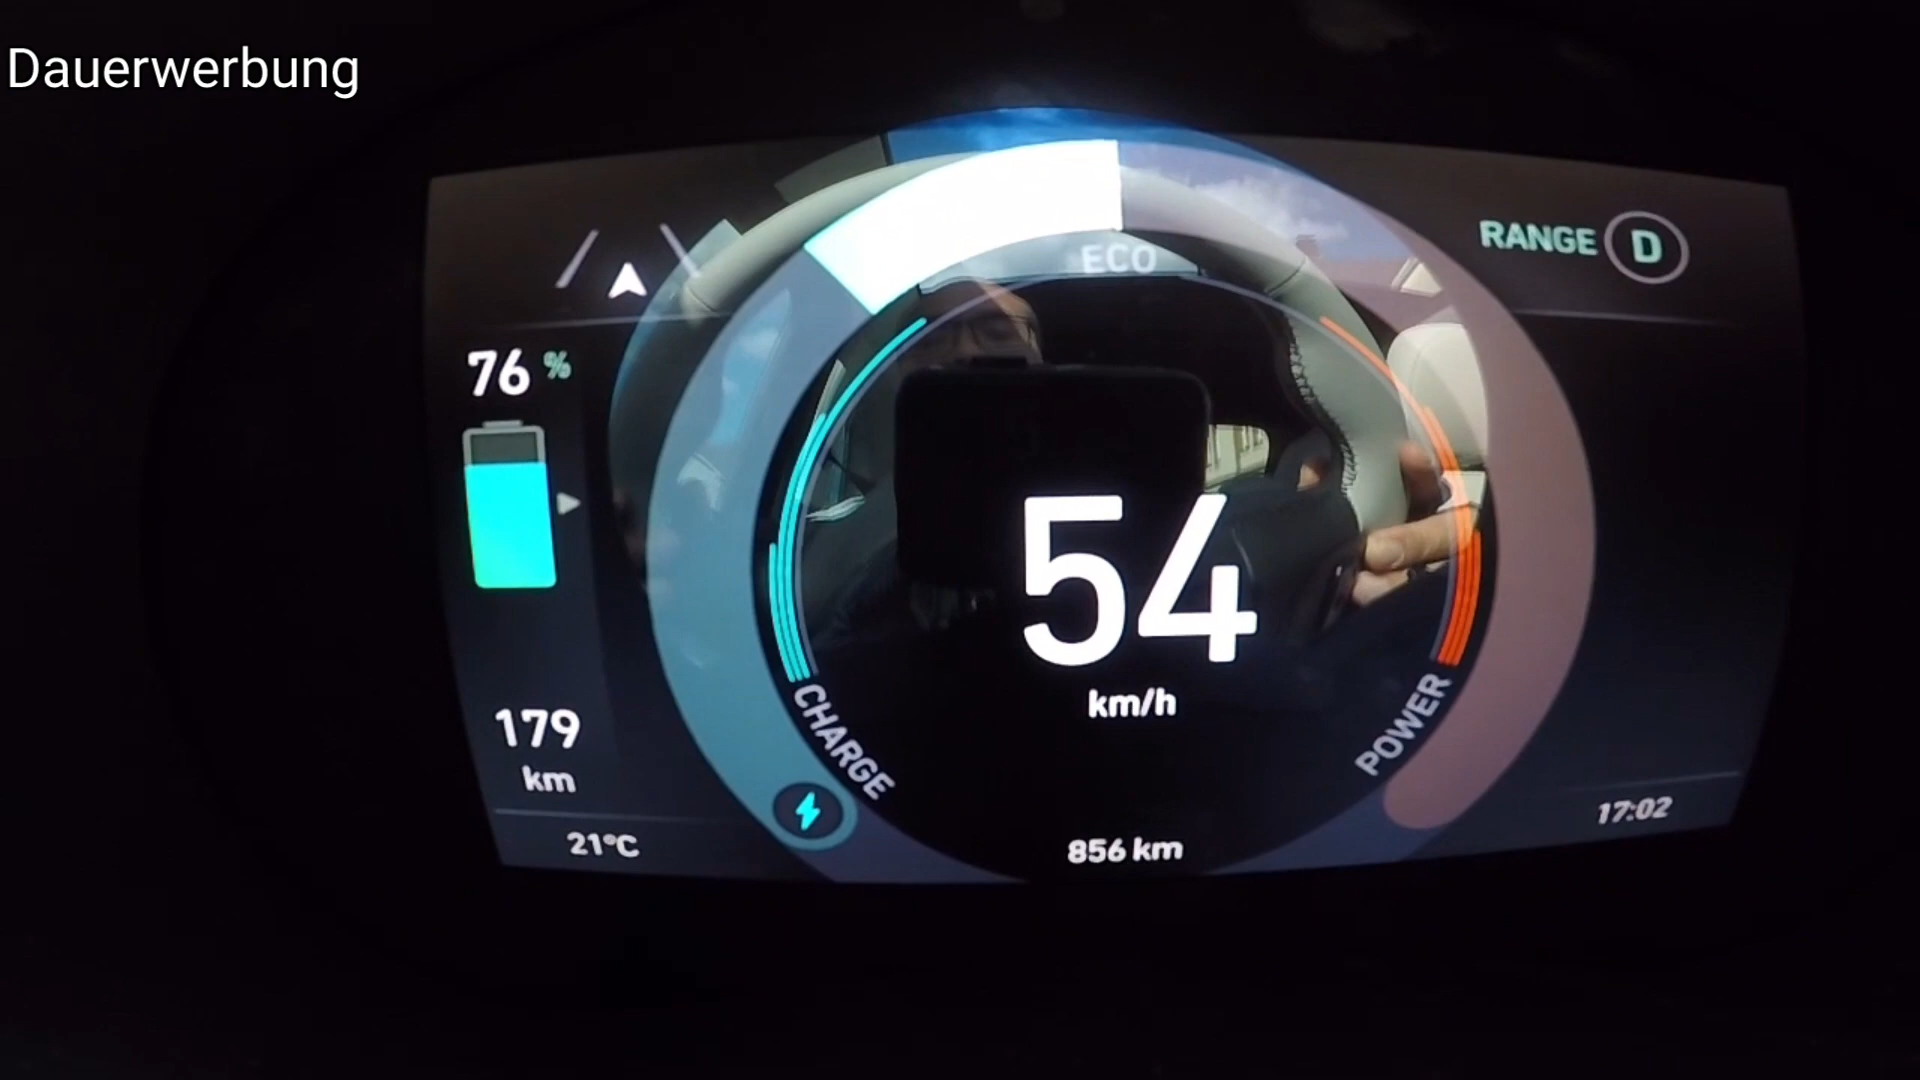 Dauerwerbung
RANGE D
ECO
76 %
54
km/h
CHARGE
POWER
179
km
21°C
856 km
17:02